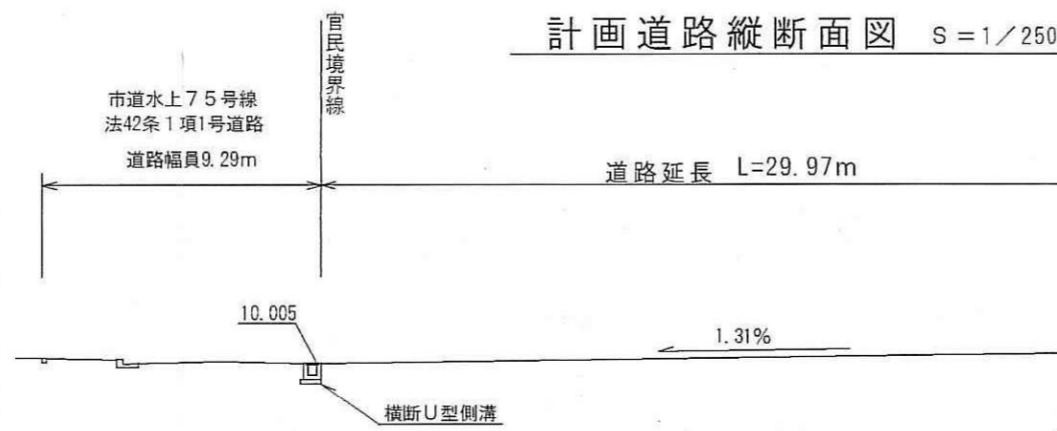 計画道路縦断面図 S=1/250
官民境界線
市道水上75号線
法42条1項1号道路
道路幅員9.29m
道路延長 L=29.97m
10.005
1.31%
横断U型側溝